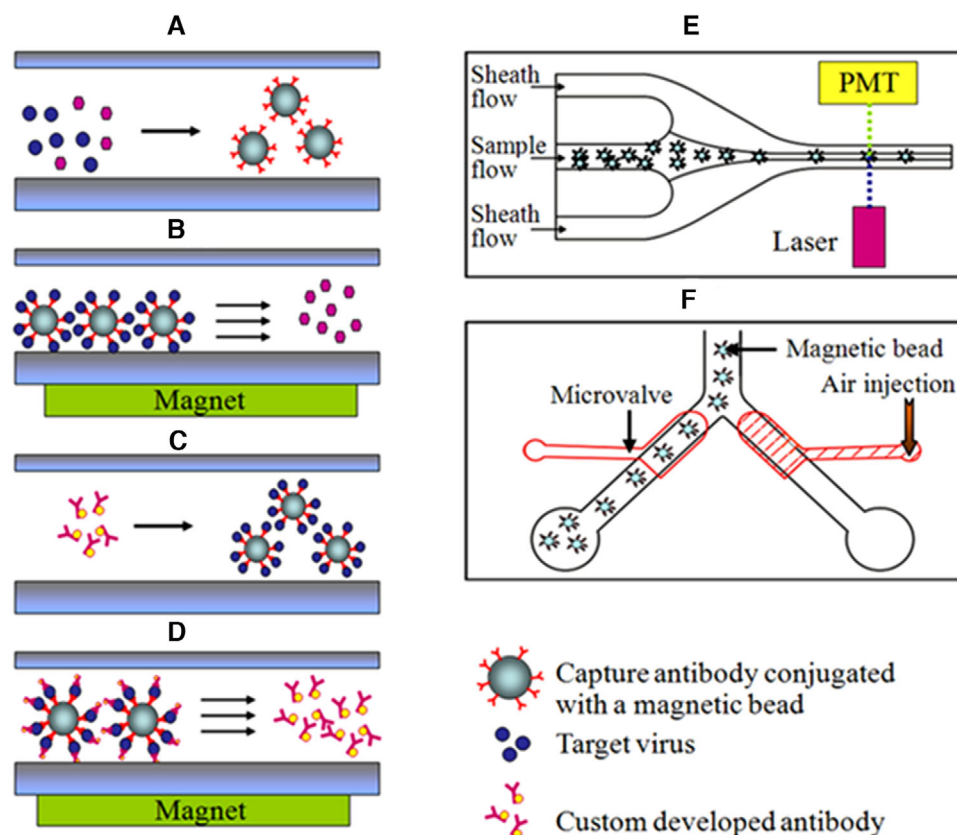 A
B
Magnet
C
D
Magnet
E
Sheath
flow
Sample
flow
Sheath
flow
PMT
Laser
F
Magnetic bead
Microvalve
Air injection
Capture antibody conjugated
with a magnetic bead
Target virus
Custom developed antibody